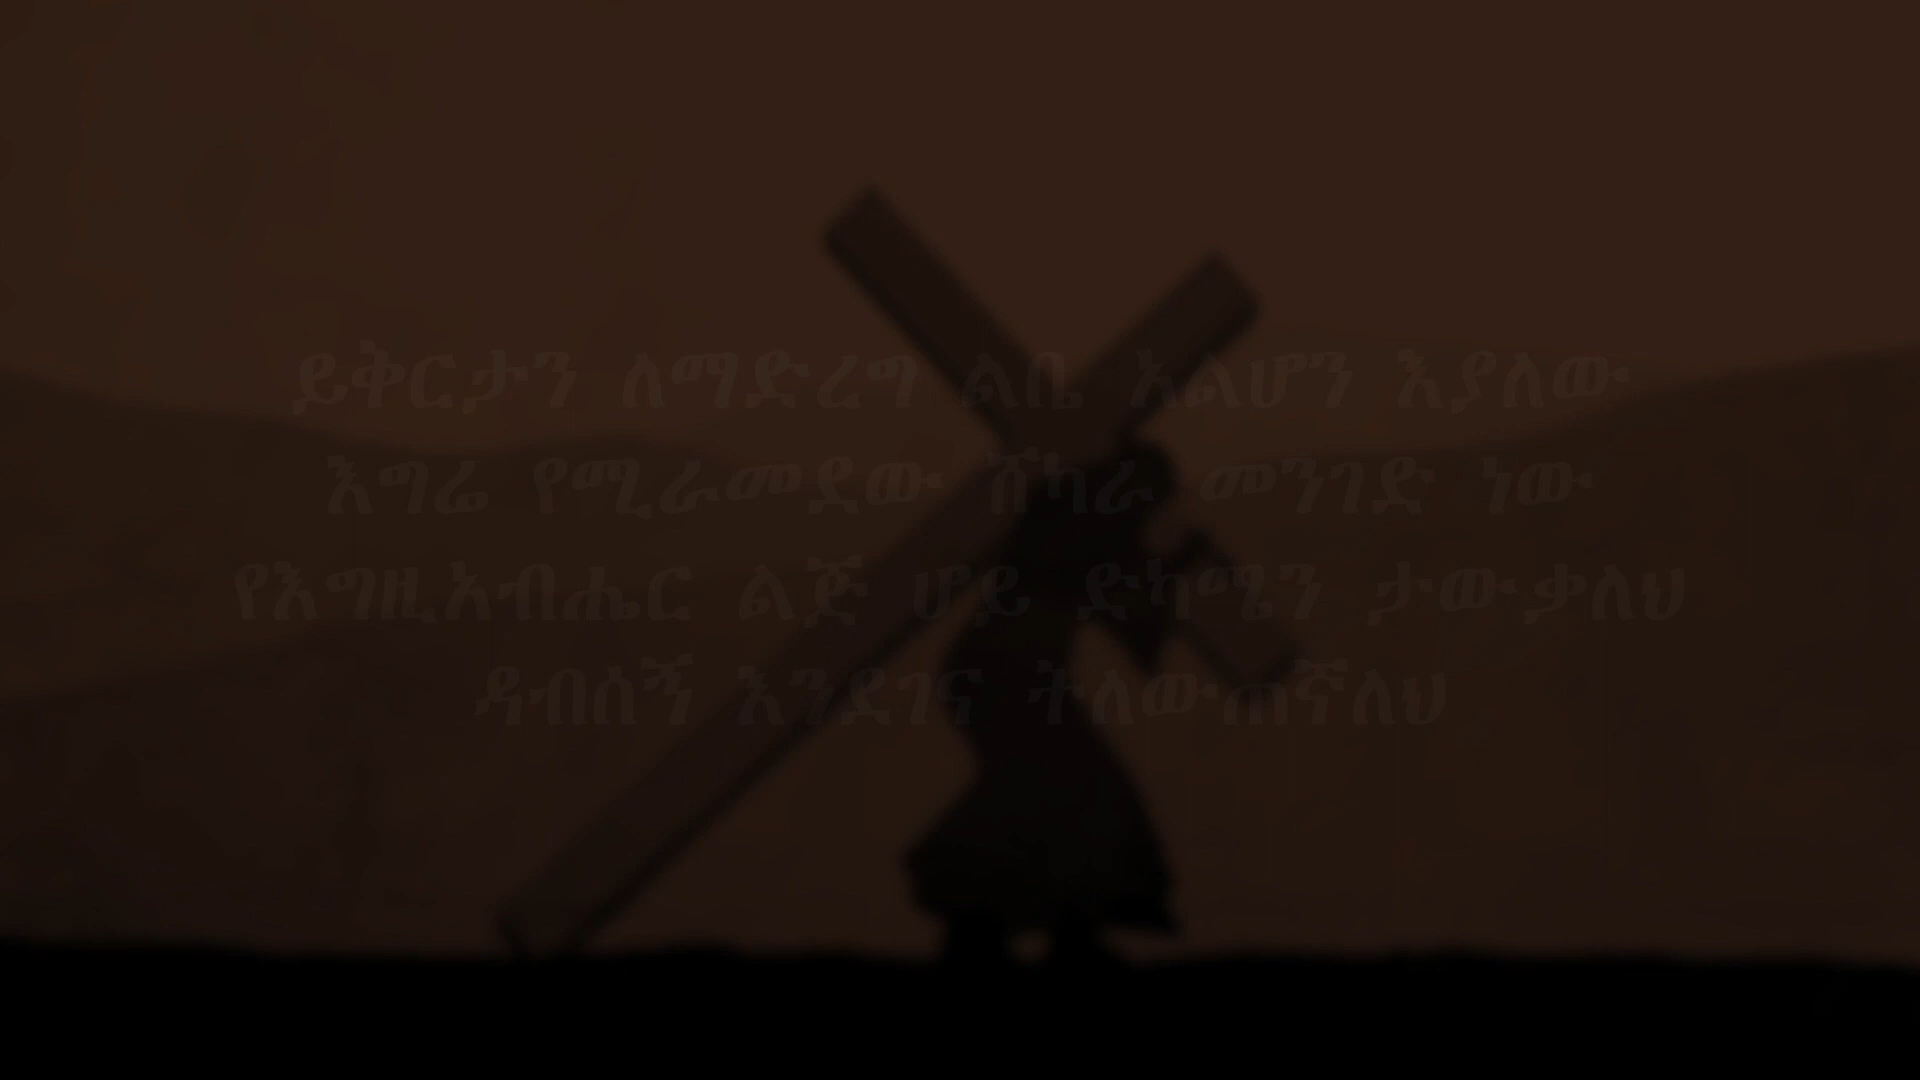 ይቅርታን ለማድረግ ልቤ አልሆን እያለው
እግሬ የሚራመደው ሸካራ መንገድ ነው
የእግዚአብሔር ልጅ ሆይ ድካሜን ታውቃለህ
ዳብሰኝ እንደገና ትለውጠኛለህ